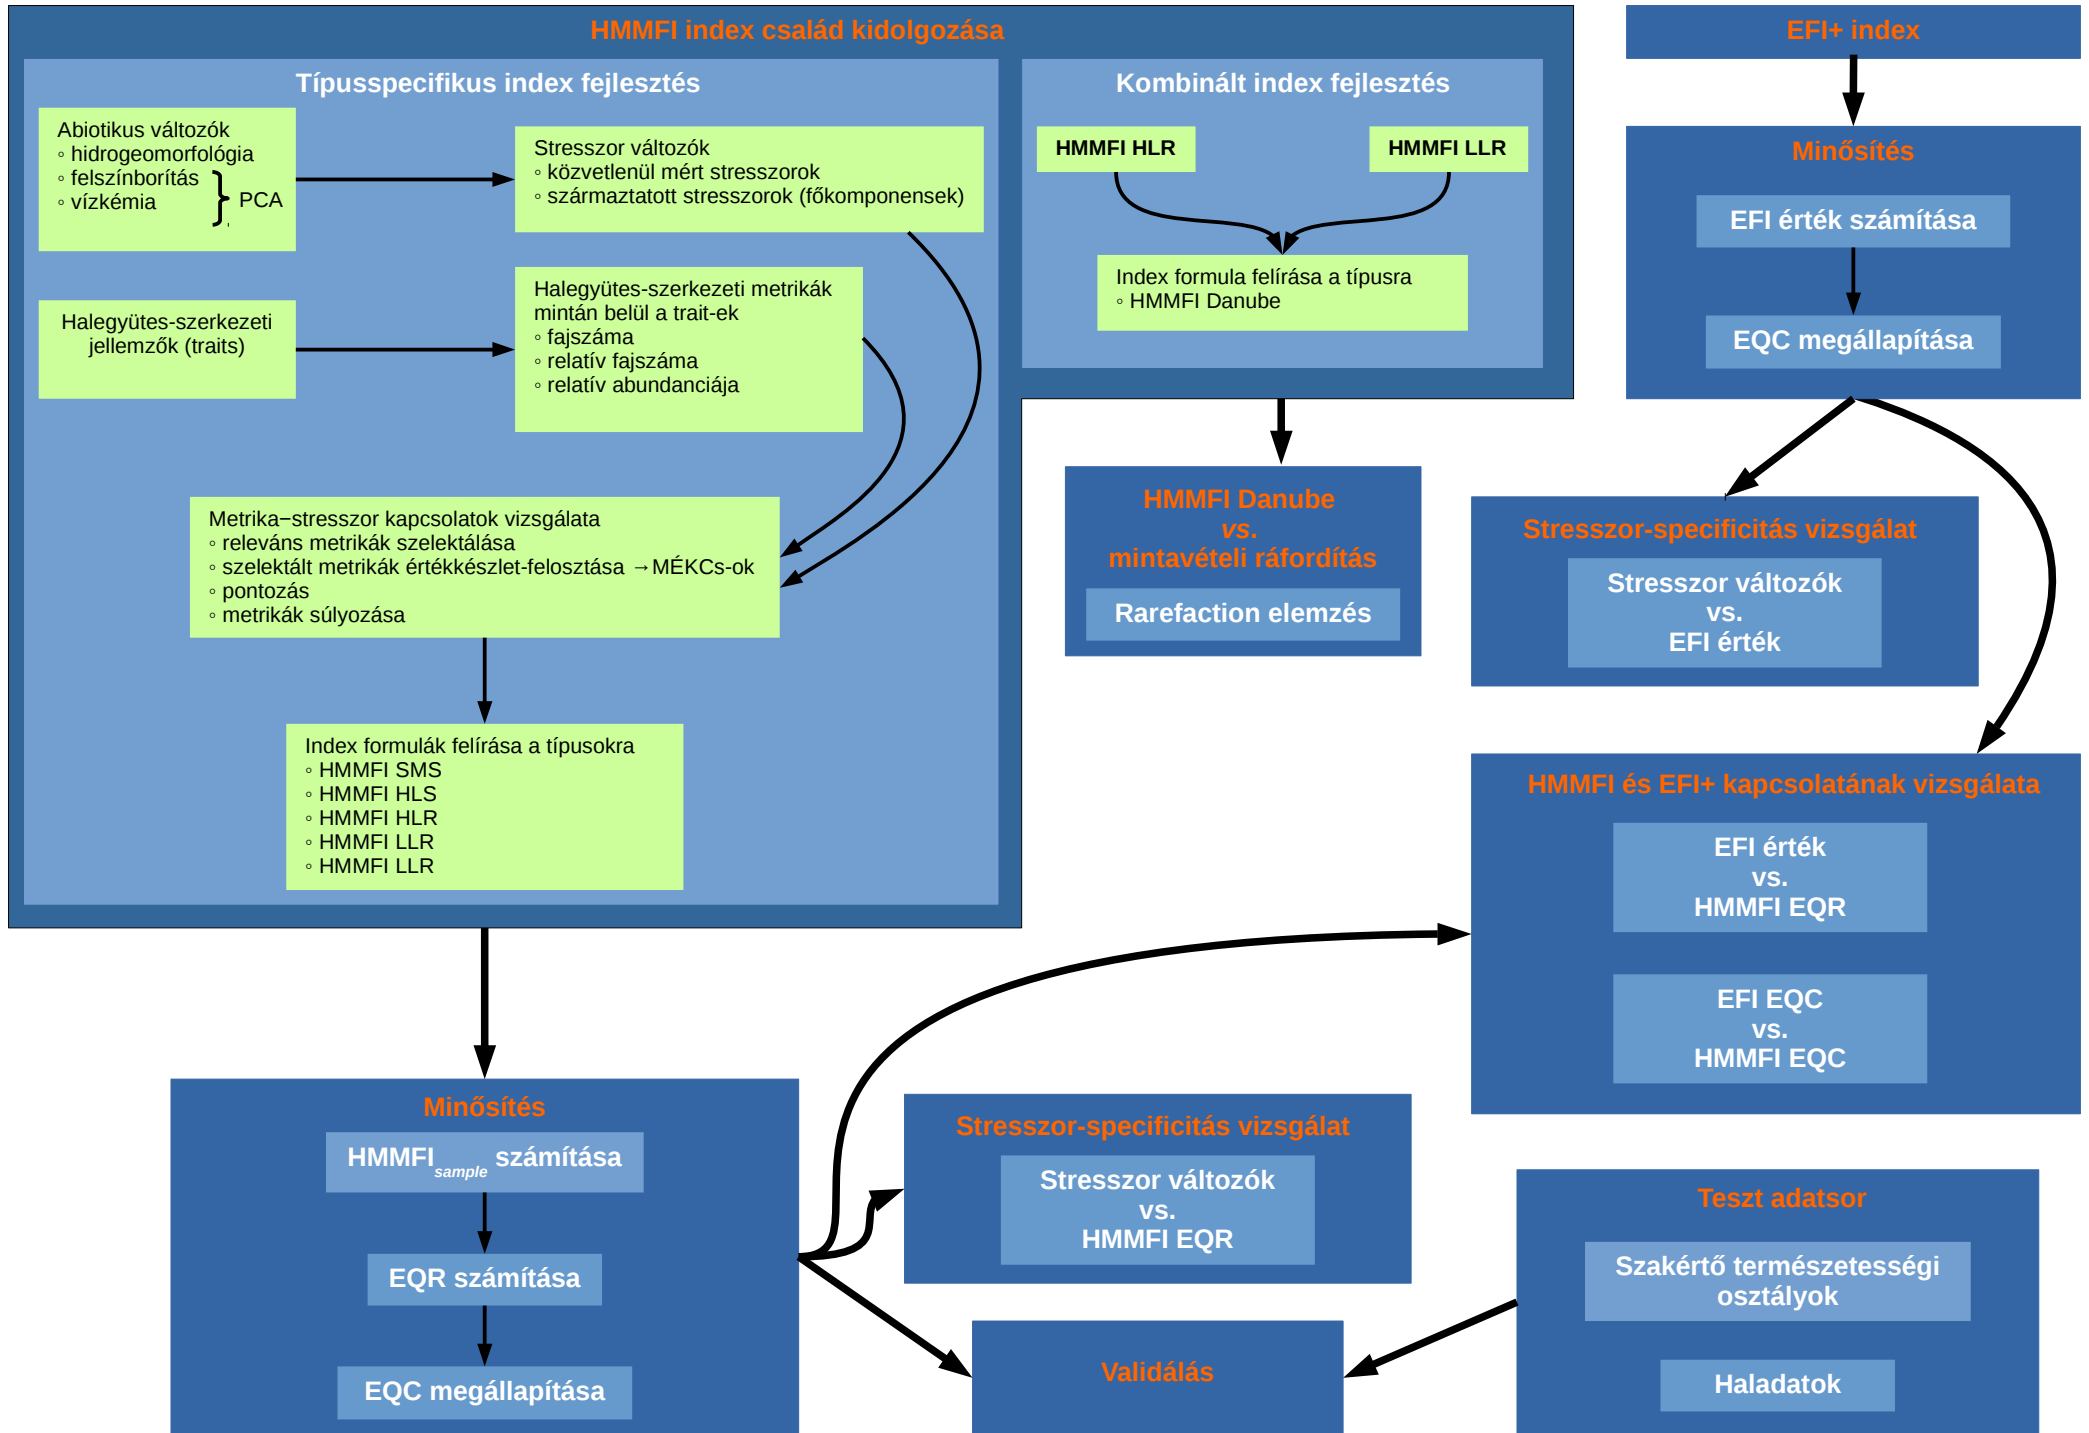 HMMFI index család kidolgozása
Típusspecifikus index fejlesztés
Abiotikus változók
◦ hidrogeomorfológia
◦ felszínborítás
◦ vízkémia
PCA
Stresszor változók
◦ közvetlenül mért stresszorok
◦ származtatott stresszorok (főkomponensek)
Halegyüttes-szerkezeti
jellemzők (traits)
Halegyütes-szerkezeti metrikák
mintán belül a trait-ek
◦ fajszáma
◦ relatív fajszáma
◦ relatív abundanciája
Metrika−stresszor kapcsolatok vizsgálata
◦ releváns metrikák szelektálása
◦ szelektált metrikák értékkészlet-felosztása →MÉKCs-ok
◦ pontozás
◦ metrikák súlyozása
Index formulák felírása a típusokra
◦ HMMFI SMS
◦ HMMFI HLS
◦ HMMFI HLR
◦ HMMFI LLR
◦ HMMFI LLR
Kombinált index fejlesztés
HMMFI HLR
HMMFI LLR
Index formula felírása a típusra
◦ HMMFI Danube
HMMFI Danube
vs.
mintavételi ráfordítás
Rarefaction elemzés
EFI+ index
Minősítés
EFI érték számítása
EQC megállapítása
Stresszor-specificitás vizsgálat
Stresszor változók
vs.
EFI érték
HMMFI és EFI+ kapcsolatának vizsgálata
EFI érték
vs.
HMMFI EQR
EFI EQC
vs.
HMMFI EQC
Minősítés
HMMFI sample számítása
EQR számítása
EQC megállapítása
Stresszor-specificitás vizsgálat
Stresszor változók
vs.
HMMFI EQR
Validálás
Teszt adatsor
Szakértő természetességi
osztályok
Haladatok